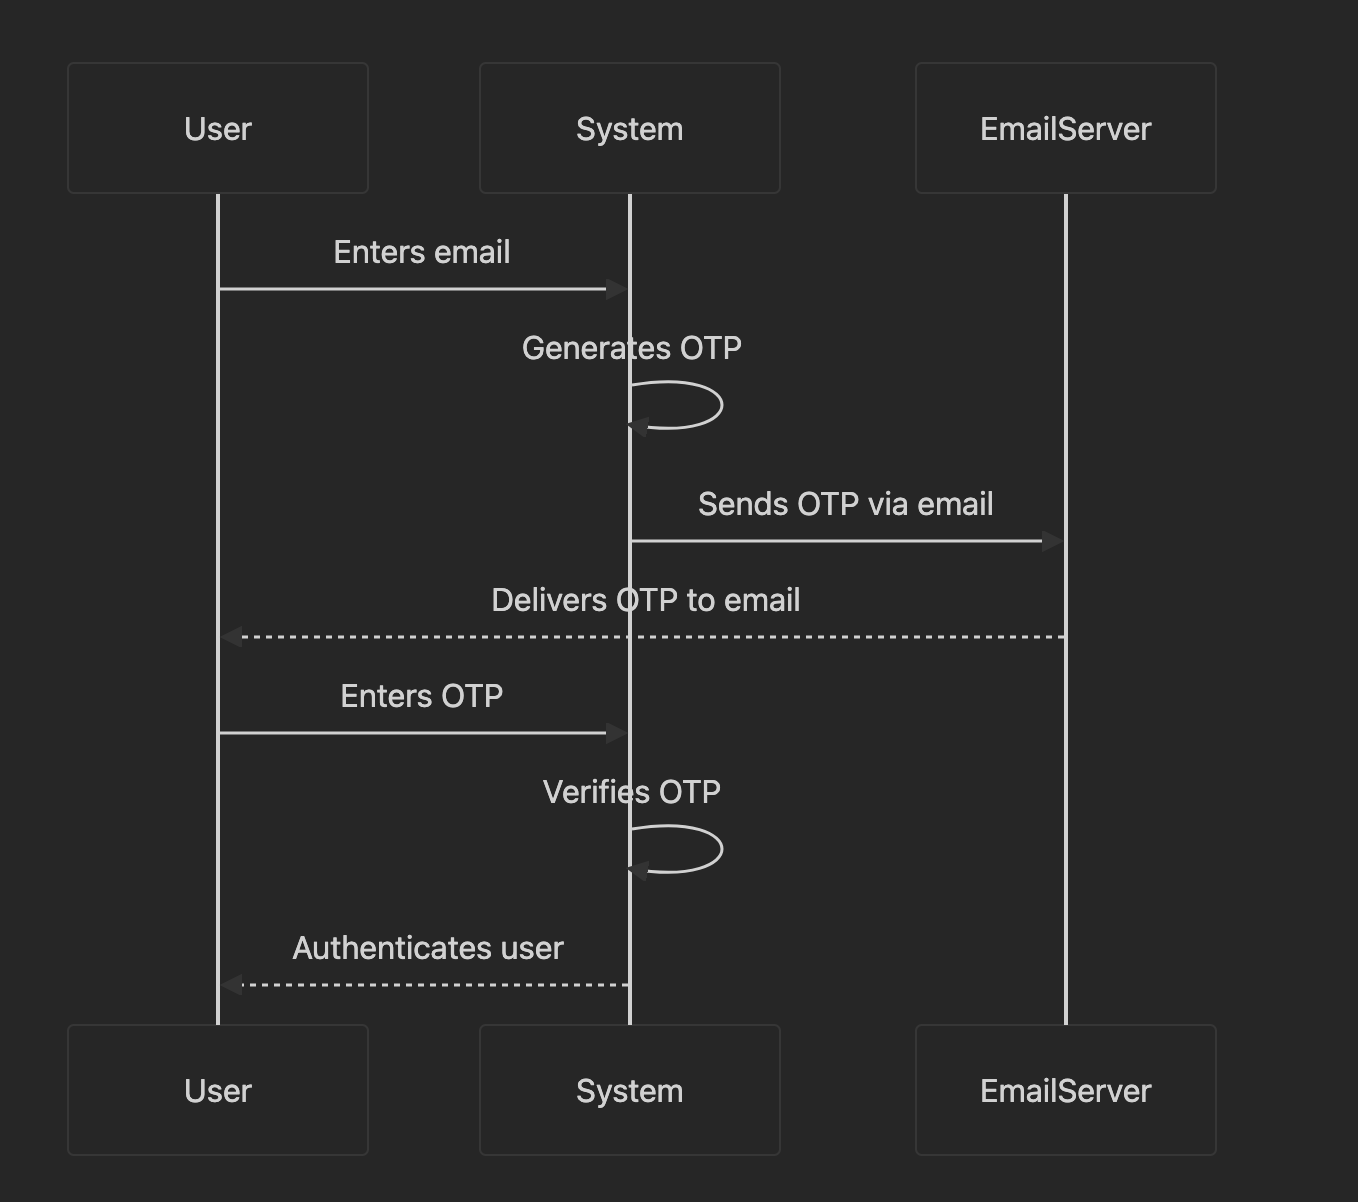 User
System
EmailServer
Enters email
Generates OTP
Sends OTP via email
Delivers OTP to email
Enters OTP
Verifies OTP
Authenticates user
User
System
EmailServer